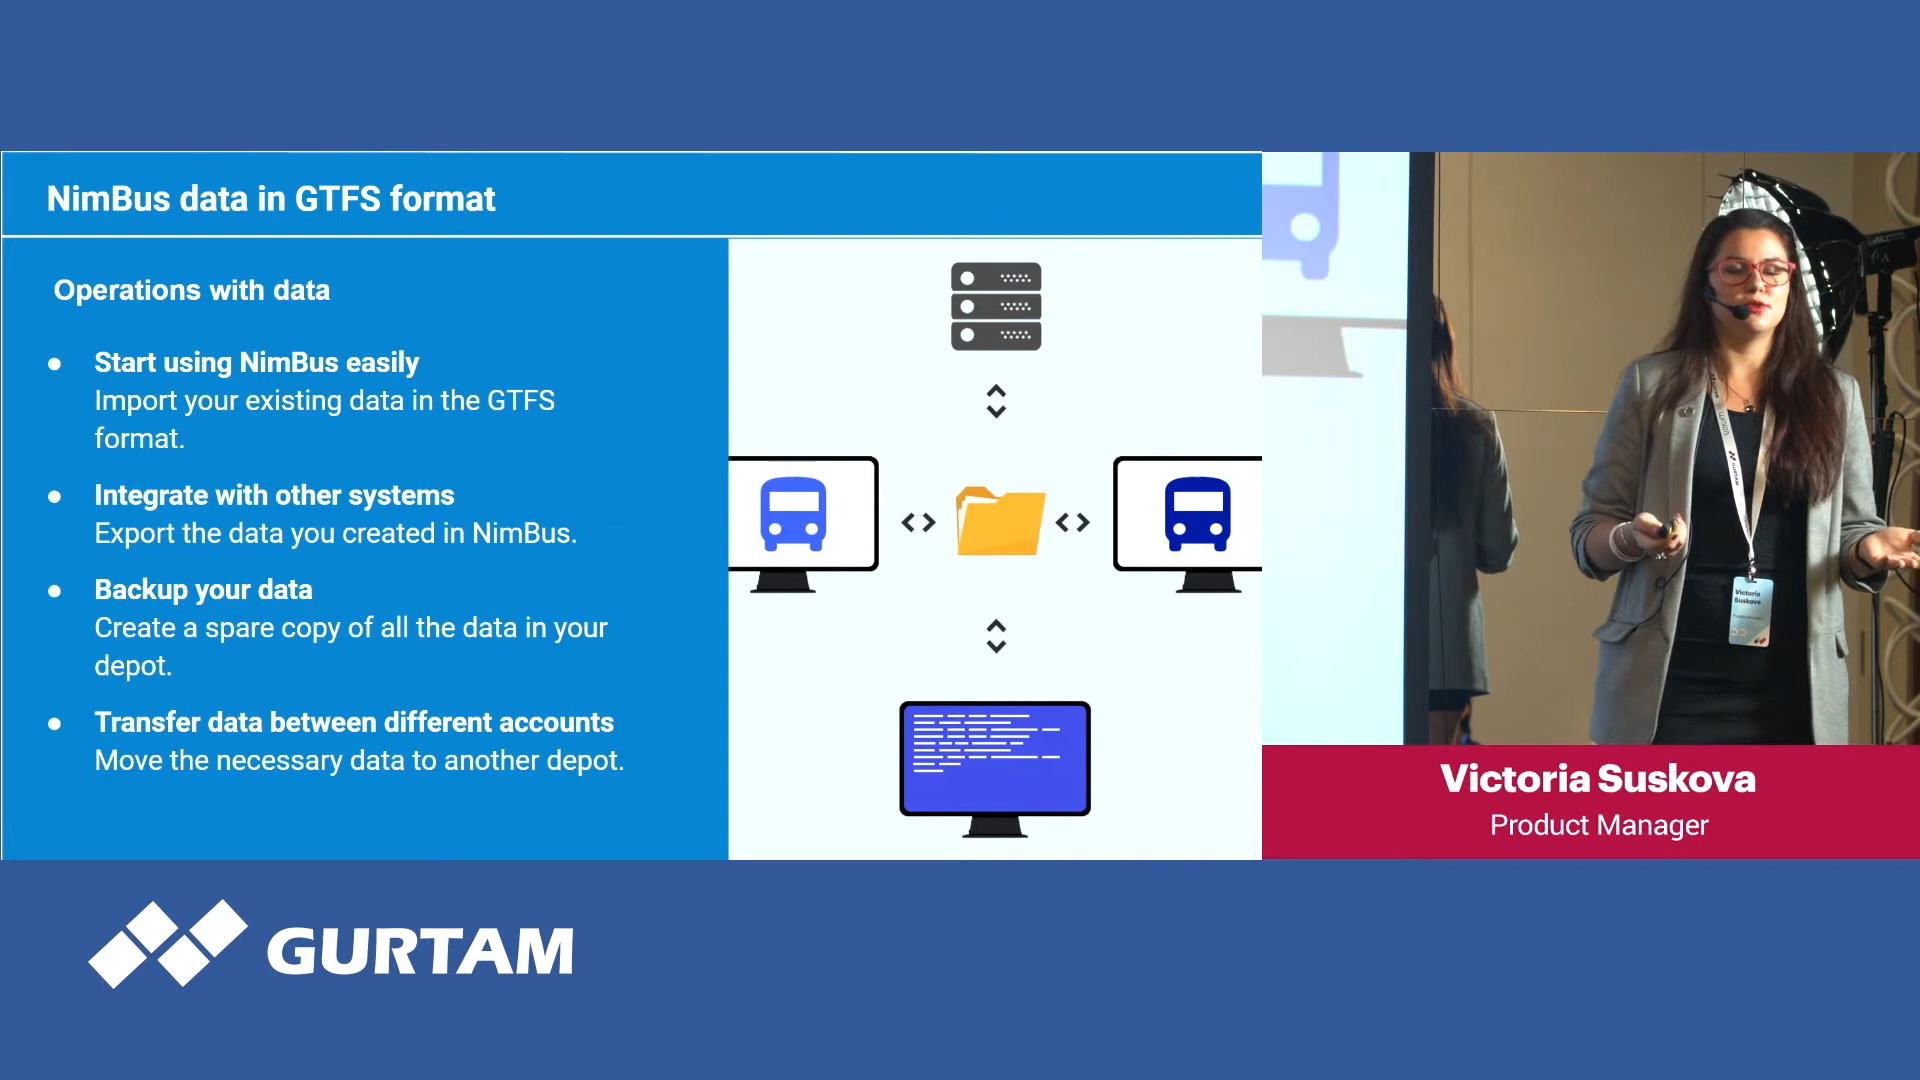 NimBus data in GTFS format
Operations with data
● Start using NimBus easily
Import your existing data in the GTFS
format.
● Integrate with other systems
Export the data you created in NimBus.
● Backup your data
Create a spare copy of all the data in your
depot.
● Transfer data between different accounts
Move the necessary data to another depot.
Victoria
Suskova
Victoria Suskova
Product Manager
GURTAM